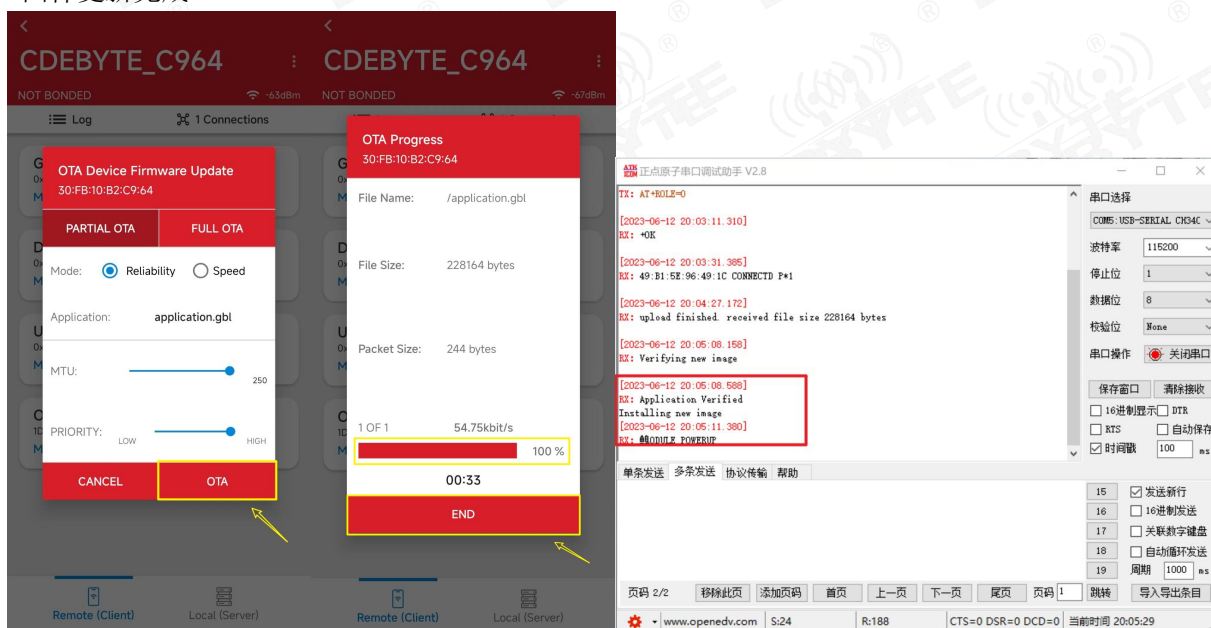 CDEBYTE_C964
NOT BONDED
-63dBm
Log
1 Connections
OTA Device Firmware Update
30:FB:10:B2:C9:64
PARTIAL OTA
FULL OTA
Mode:
Reliability
Speed
Application:
application.gbl
MTU:
250
PRIORITY:
LOW
HIGH
CANCEL
OTA
Remote (Client)
Local (Server)
CDEBYTE_C964
NOT BONDED
-67dBm
OTA Progress
30:FB:10:B2:C9:64
File Name:
/application.gbl
File Size:
228164 bytes
Packet Size:
244 bytes
1 OF 1
54.75kbit/s
100 %
00:33
END
Remote (Client)
Local (Server)
ATK
COM
正点原子串口调试助手 V2.8
TX: AT+ROLE=0
[2023-06-12 20:03:11.310]
RX: +OK
[2023-06-12 20:03:31.385]
RX: 49:B1:5E:96:49:1C CONNECTD P*1
[2023-06-12 20:04:27.172]
RX: upload finished. received file size 228164 bytes
[2023-06-12 20:05:08.158]
RX: Verifying new image
[2023-06-12 20:05:08.588]
RX: Application Verified
Installing new image
[2023-06-12 20:05:11.380]
MODULE POWERUP
串口选择
COM5:USB-SERIAL CH34C
波特率
115200
停止位
1
数据位
8
校验位
None
串口操作
关闭串口
保存窗口
清除接收
16进制显示
DTR
RTS
自动保存
时间戳
100
ms
单条发送
多条发送
协议传输
帮助
15
发送新行
16
16进制发送
17
关联数字键盘
18
自动循环发送
19
周期
1000
ms
页码 2/2
移除此页
添加页码
首页
上一页
下一页
尾页
页码
1
跳转
导入导出条目
www.openedv.com
S:24
R:188
CTS=0 DSR=0 DCD=0
当前时间 20:05:29